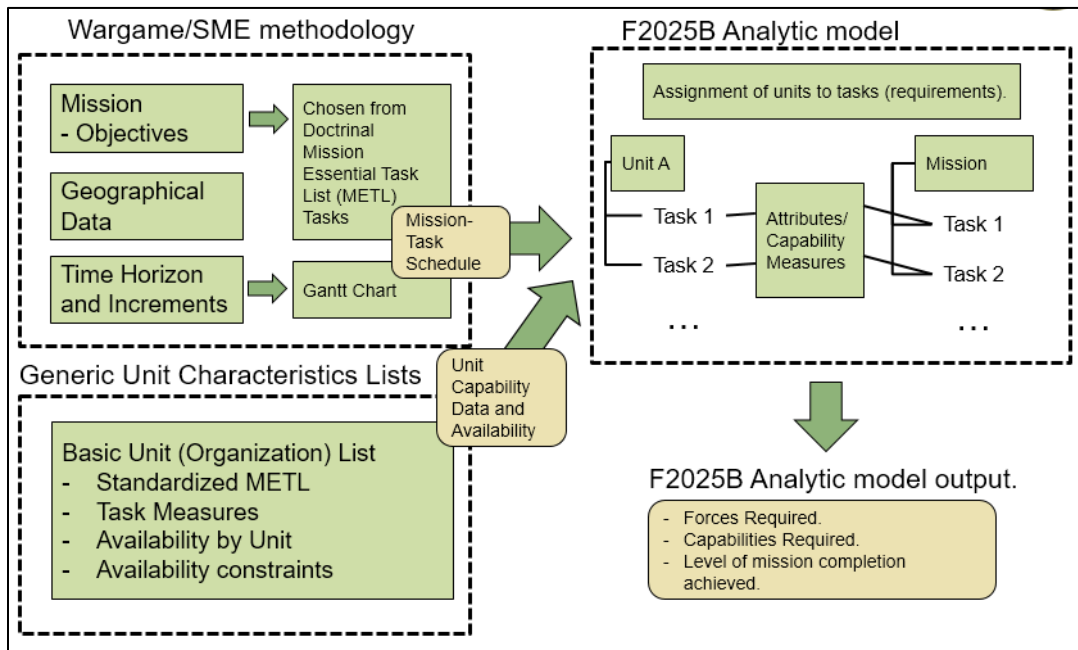 Wargame/SME methodology
Mission
- Objectives
Chosen from
Doctrinal
Mission
Essential Task
List (METL)
Tasks
Geographical
Data
Time Horizon
and Increments
Gantt Chart
Mission-
Task
Schedule
Generic Unit Characteristics Lists
Basic Unit (Organization) List
- Standardized METL
- Task Measures
- Availability by Unit
- Availability constraints
Unit
Capability
Data and
Availability
F2025B Analytic model
Assignment of units to tasks (requirements).
Unit A
Task 1
Task 2
...
Attributes/
Capability
Measures
Mission
Task 1
Task 2
...
F2025B Analytic model output.
- Forces Required.
- Capabilities Required.
- Level of mission completion
achieved.